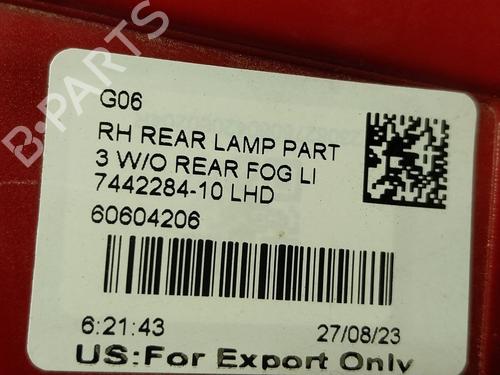 G06
RH REAR LAMP PART
3 W/O REAR FOG LI
7442284-10 LHD
60604206
6:21:43
27/08/23
US:For Export Only
B-PARTS